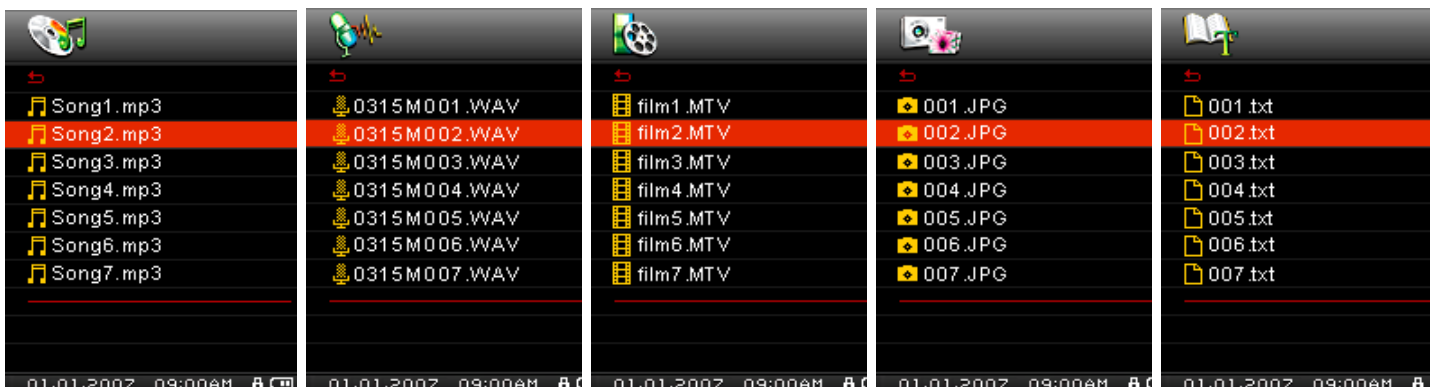 Song1.mp3
Song2.mp3
Song3.mp3
Song4.mp3
Song5.mp3
Song6.mp3
Song7.mp3
01.01.2007 09:00AM
0315M001.WAV
0315M002.WAV
0315M003.WAV
0315M004.WAV
0315M005.WAV
0315M006.WAV
0315M007.WAV
01.01.2007 09:00AM
film1.MTV
film2.MTV
film3.MTV
film4.MTV
film5.MTV
film6.MTV
film7.MTV
01.01.2007 09:00AM
001.JPG
002.JPG
003.JPG
004.JPG
005.JPG
006.JPG
007.JPG
01.01.2007 09:00AM
001.txt
002.txt
003.txt
004.txt
005.txt
006.txt
007.txt
01.01.2007 09:00AM